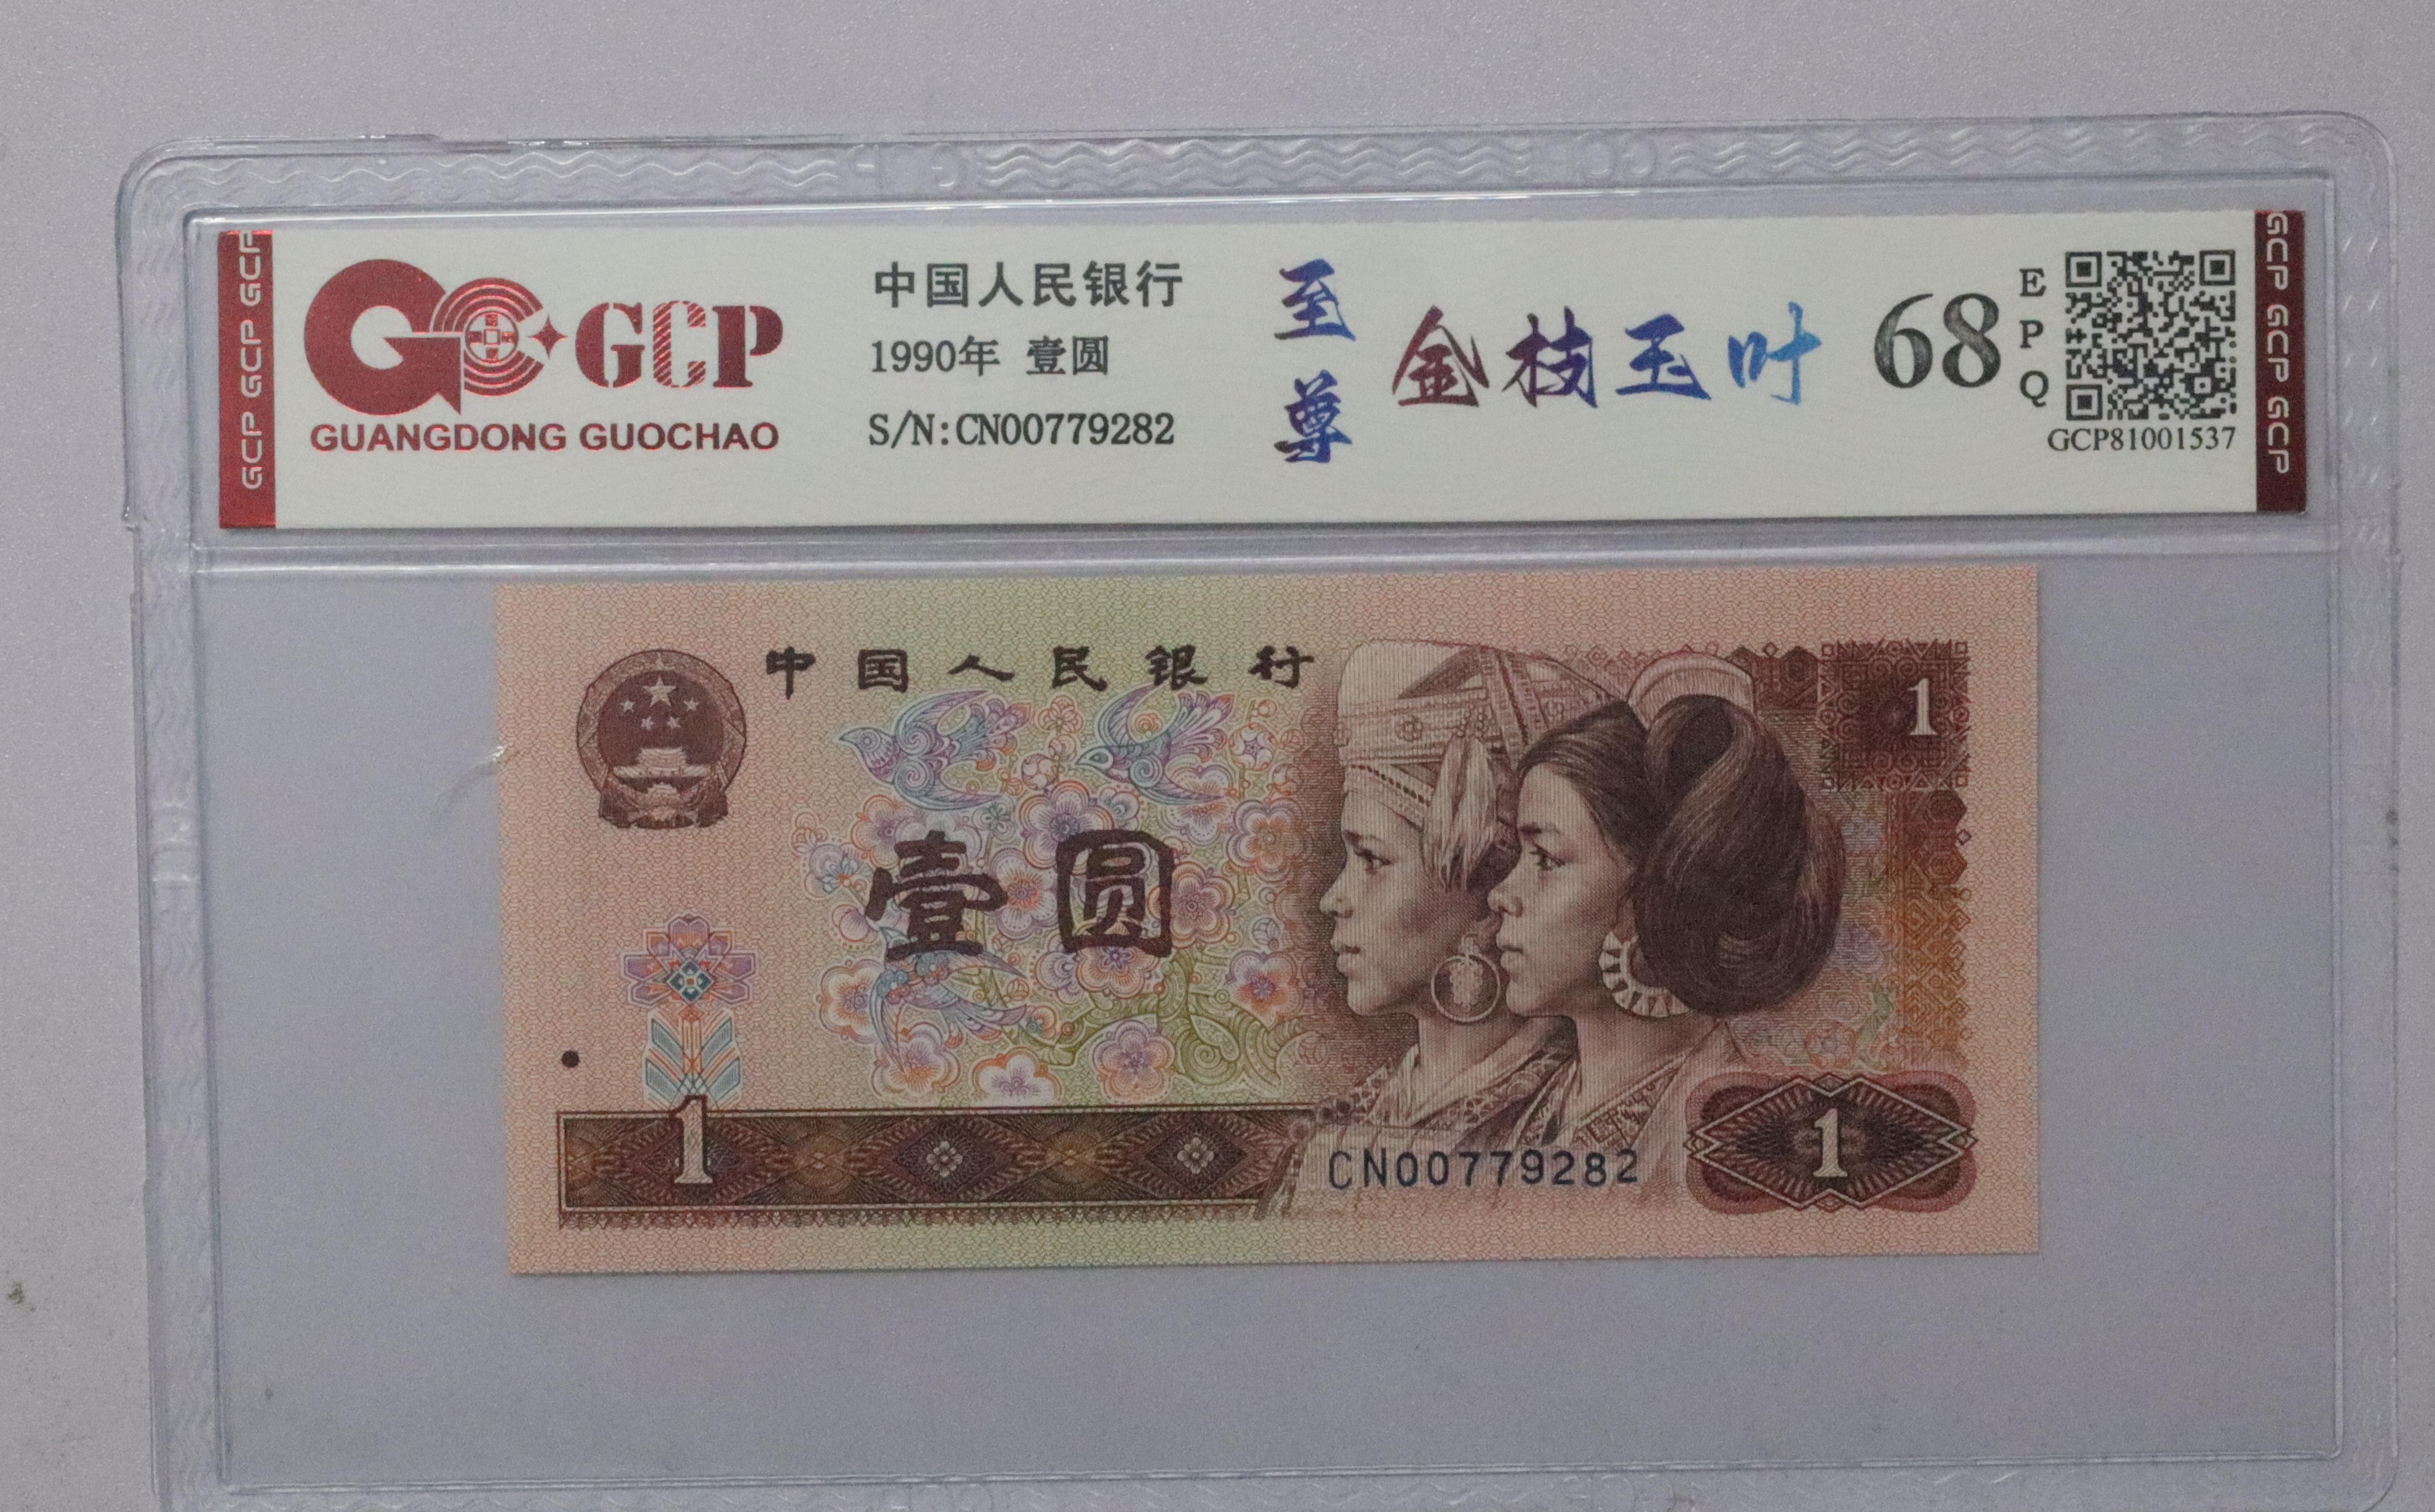 GCP GCP GCP
GCP
GUANGDONG GUOCHAO
中国人民银行
1990年 壹圆
S/N:CN00779282
至尊
金枝玉叶
68
EPQ
GCP81001537
GCP GCP GCP
中国人民银行
1
壹圆
1
CN00779282
1